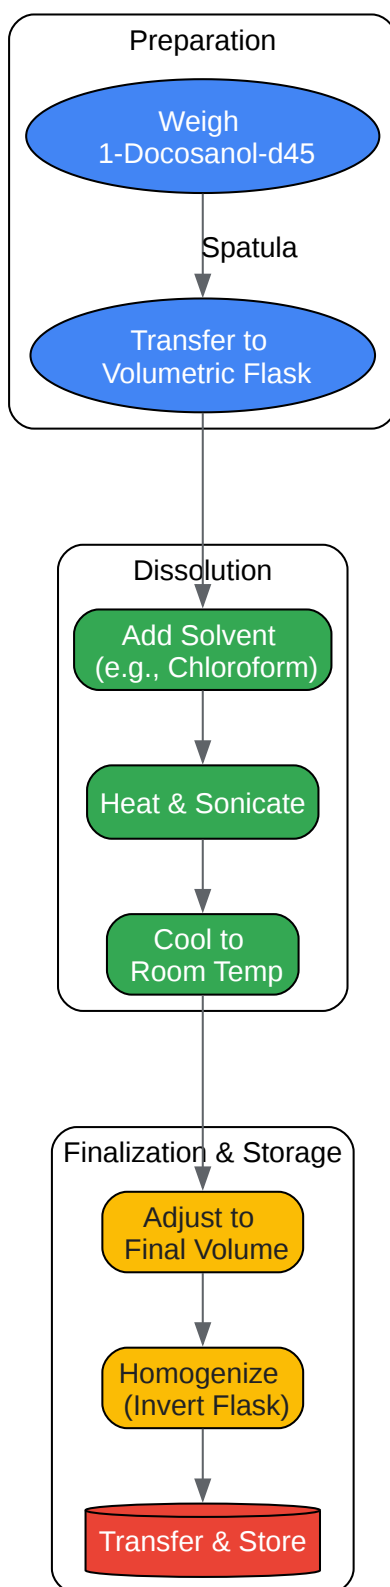 Preparation
Weigh
1-Docosanol-d45
Spatula
Transfer to
Volumetric Flask
Dissolution
Add Solvent
(e.g., Chloroform)
Heat & Sonicate
Cool to
Room Temp
Finalization & Storage
Adjust to
Final Volume
Homogenize
(Invert Flask)
Transfer & Store